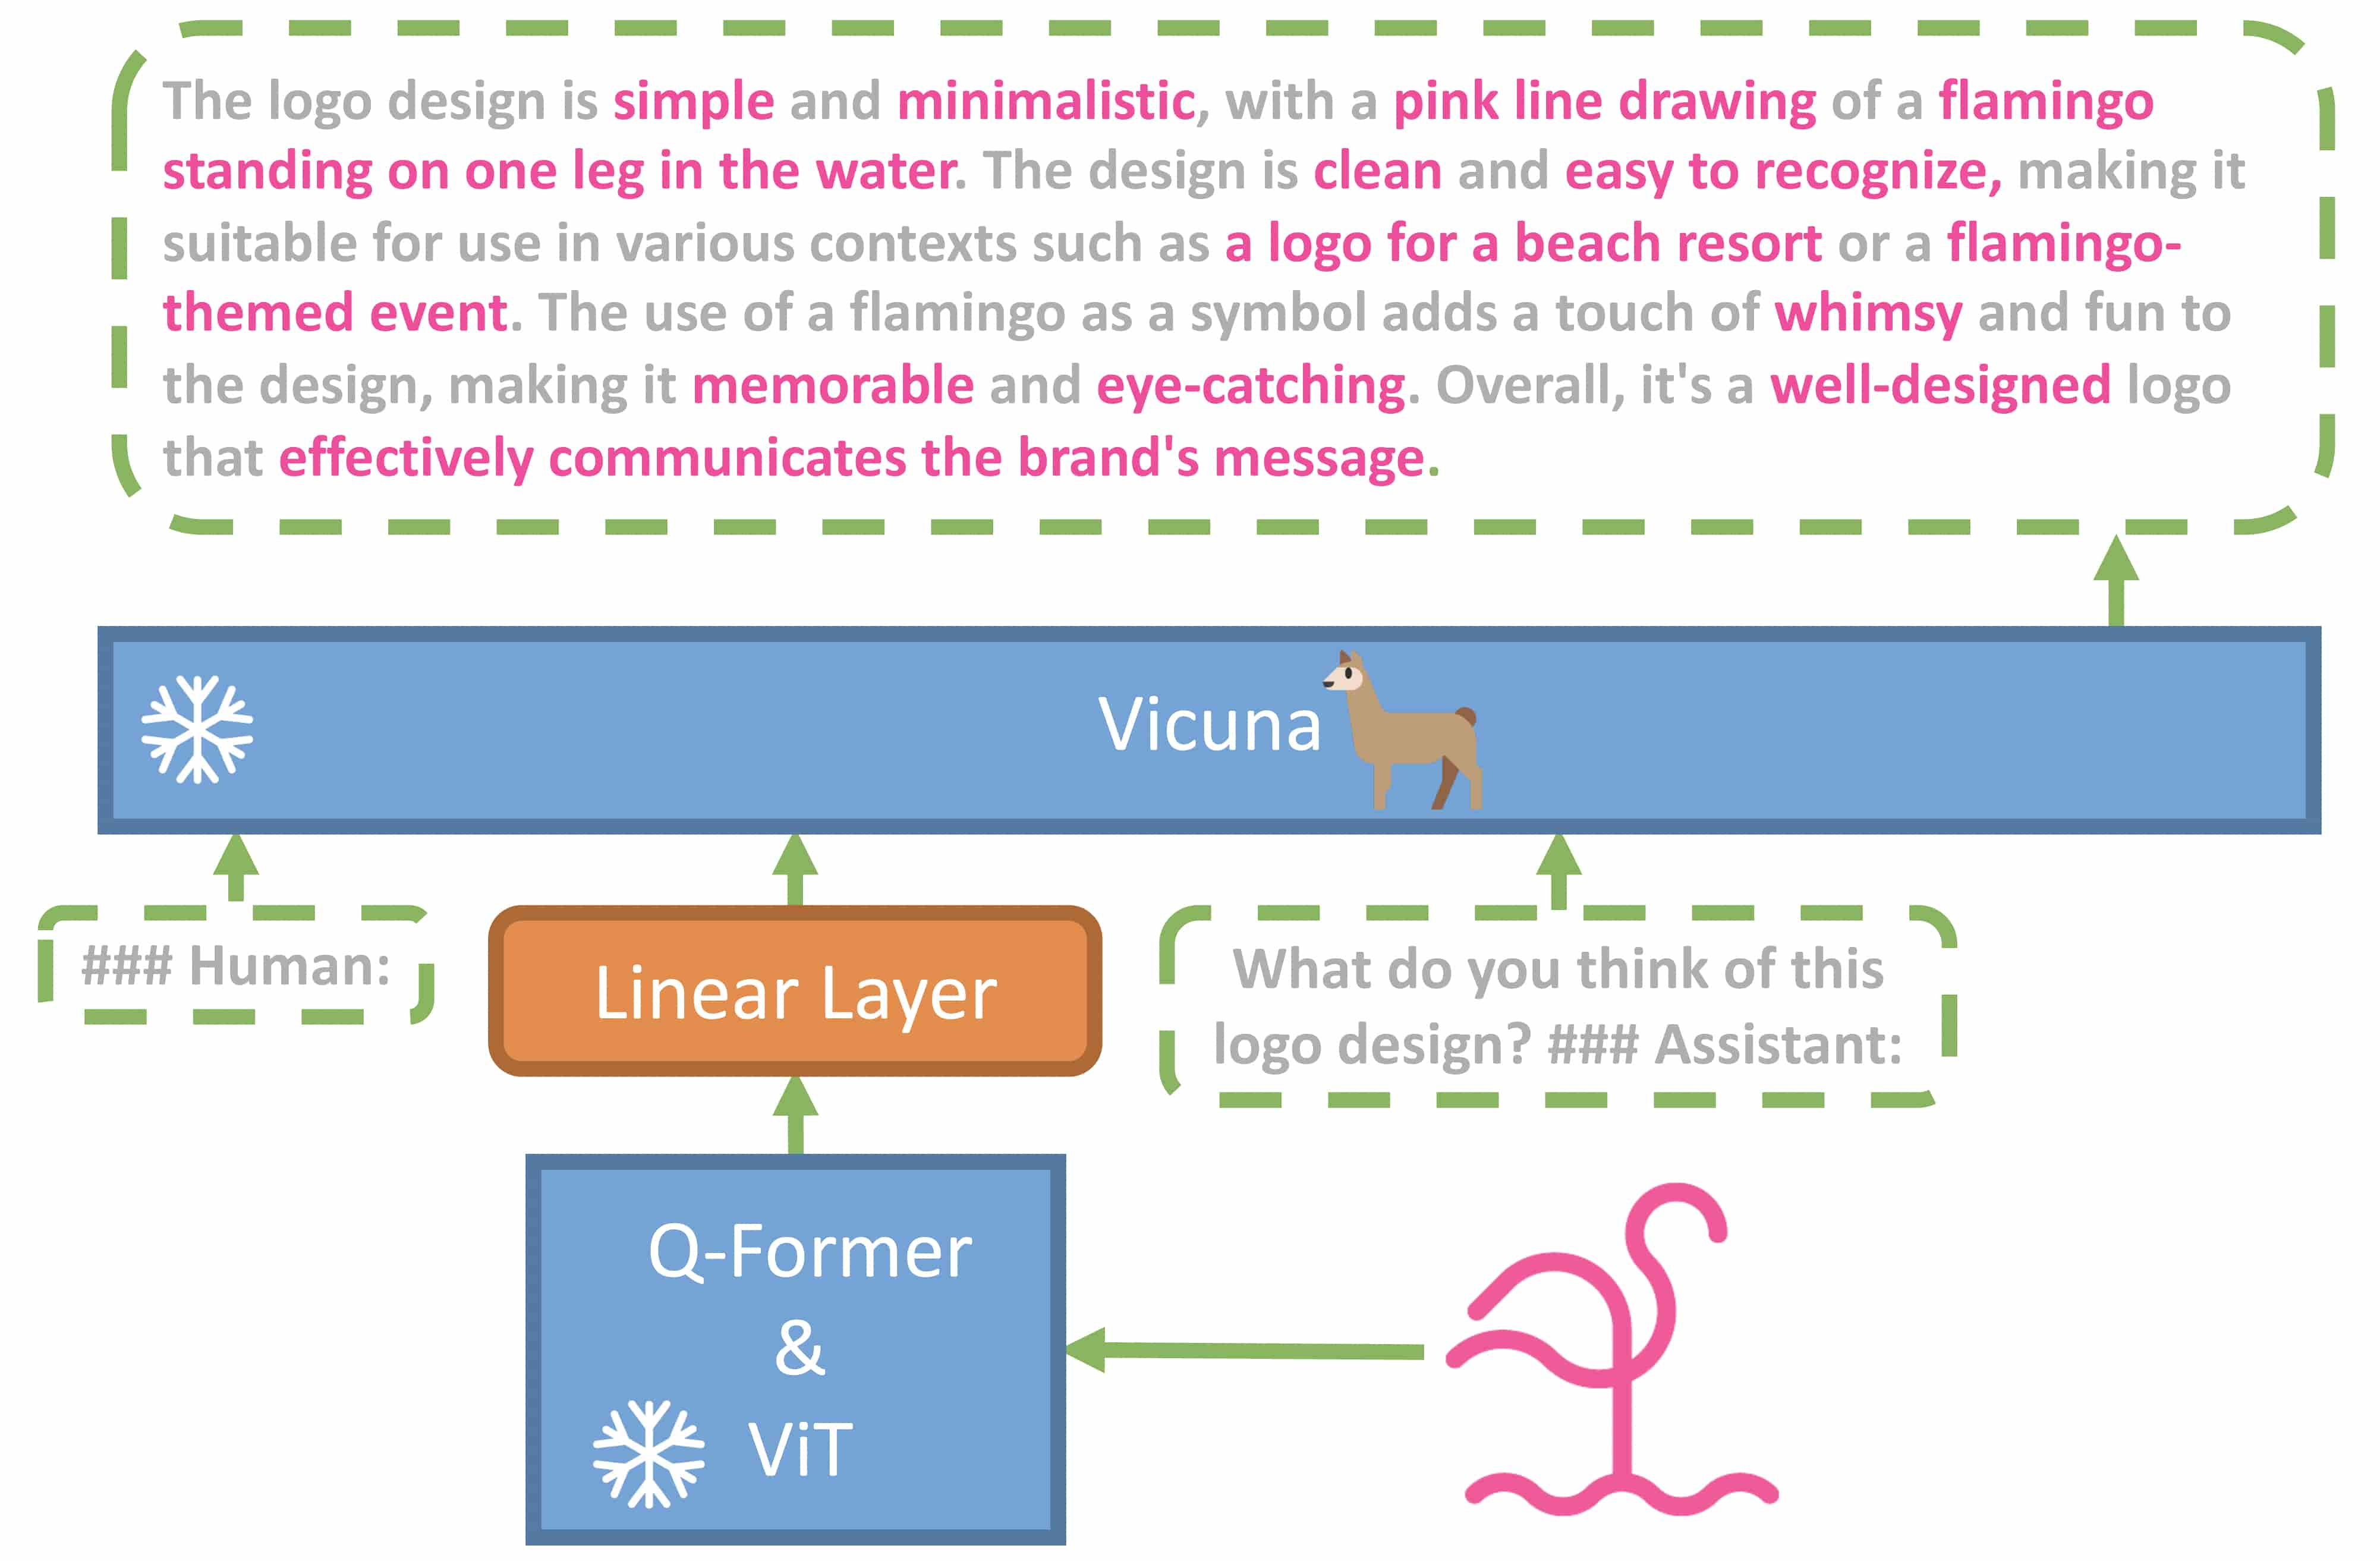 The logo design is simple and minimalistic, with a pink line drawing of a flamingo
standing on one leg in the water. The design is clean and easy to recognize, making it
suitable for use in various contexts such as a logo for a beach resort or a flamingo-
themed event. The use of a flamingo as a symbol adds a touch of whimsy and fun to
the design, making it memorable and eye-catching. Overall, it's a well-designed logo
that effectively communicates the brand's message.
Vicuna
### Human:
Linear Layer
What do you think of this
logo design? ### Assistant:
Q-Former
&
ViT